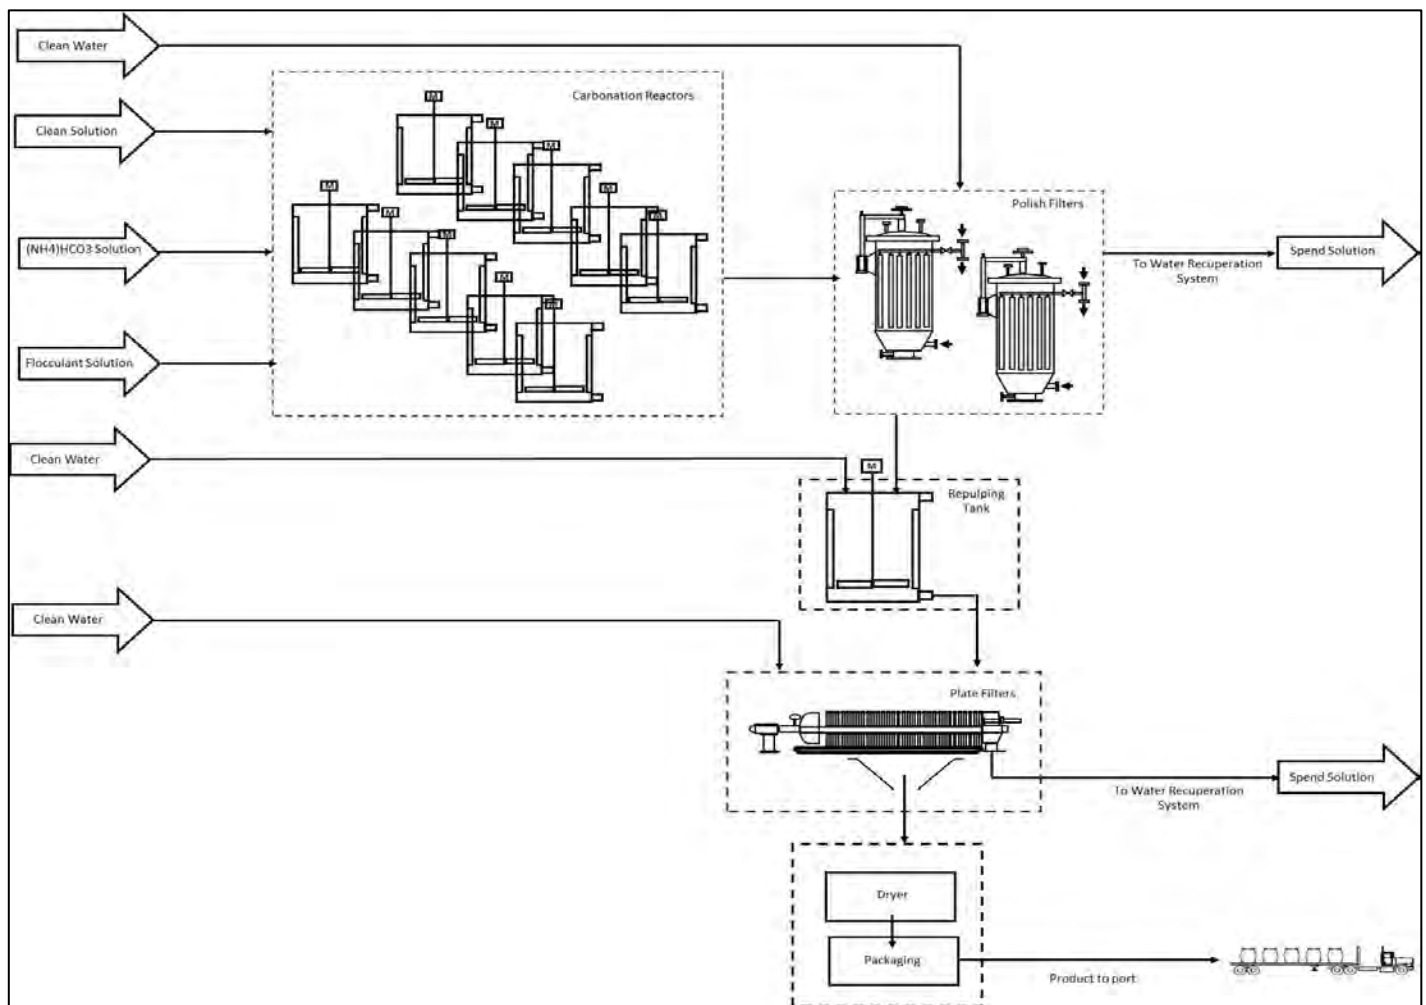 Clean Water
Carbonation Reactors
M
M
M
M
M
M
M
M
M
M
Clean Solution
Polish Filters
(NH4)HCO3 Solution
Spend Solution
To Water Recuperation
System
Flocculant Solution
Clean Water
M
Repulping
Tank
Clean Water
Plate Filters
Spend Solution
To Water Recuperation
System
Dryer
Packaging
Product to port